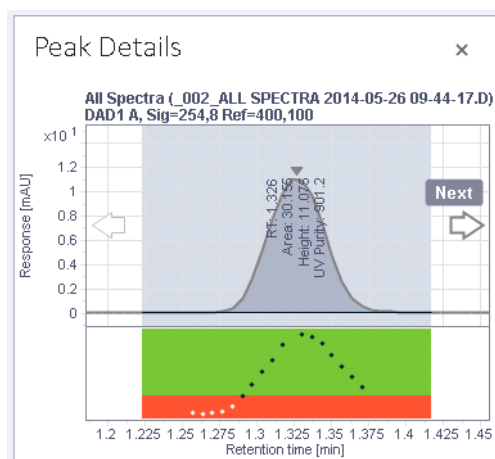 Peak Details
×
All Spectra (_002_ALL SPECTRA 2014-05-26 09-44-17.D)
DAD1 A, Sig=254,8 Ref=400,100
x10 1
1.2
1
0.8
0.6
0.4
0.2
0
Response [mAU]
RT: 1.326
Area: 30.155
Height: 11.075
UV Purity: 901.2
Next
1.2 1.225 1.25 1.275 1.3 1.325 1.35 1.375 1.4 1.425 1.45
Retention time [min]